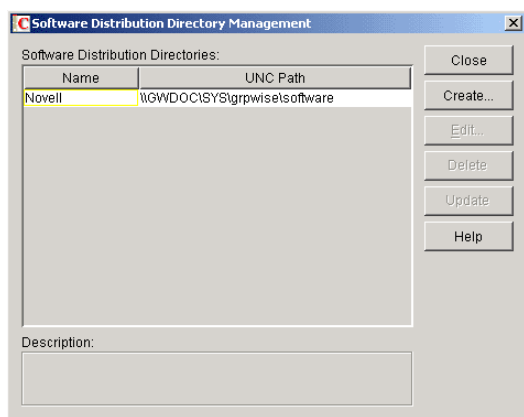 Software Distribution Directory Management
Software Distribution Directories:
Name UNC Path
Novell \\GWDOC\SYS\grpwise\software
Close
Create...
Edit...
Delete
Update
Help
Description: